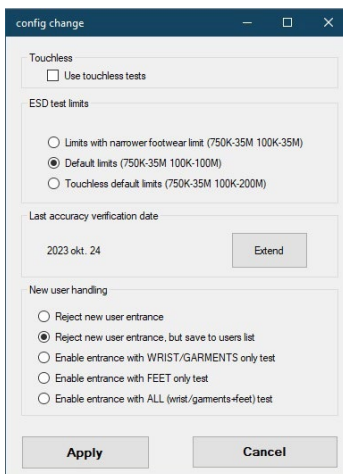 config change
Touchless
Use touchless tests
ESD test limits
Limits with narrower footwear limit (750K-35M 100K-35M)
Default limits (750K-35M 100K-100M)
Touchless default limits (750K-35M 100K-200M)
Last accuracy verification date
2023 okt. 24
Extend
New user handling
Reject new user entrance
Reject new user entrance, but save to users list
Enable entrance with WRIST/GARMENTS only test
Enable entrance with FEET only test
Enable entrance with ALL (wrist/garments+feet) test
Apply
Cancel